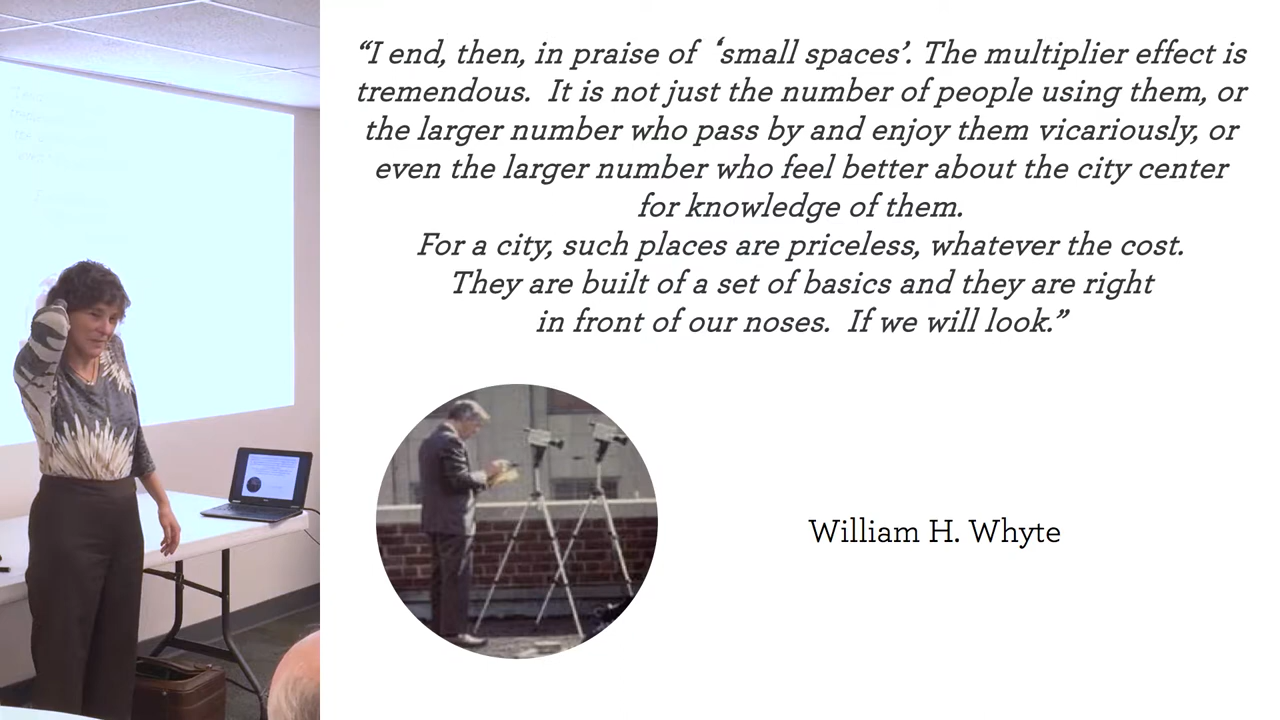 “I end, then, in praise of ‘small spaces’. The multiplier effect is
tremendous.  It is not just the number of people using them, or
the larger number who pass by and enjoy them vicariously, or
even the larger number who feel better about the city center
for knowledge of them.
For a city, such places are priceless, whatever the cost.
They are built of a set of basics and they are right
in front of our noses.  If we will look.”
William H. Whyte